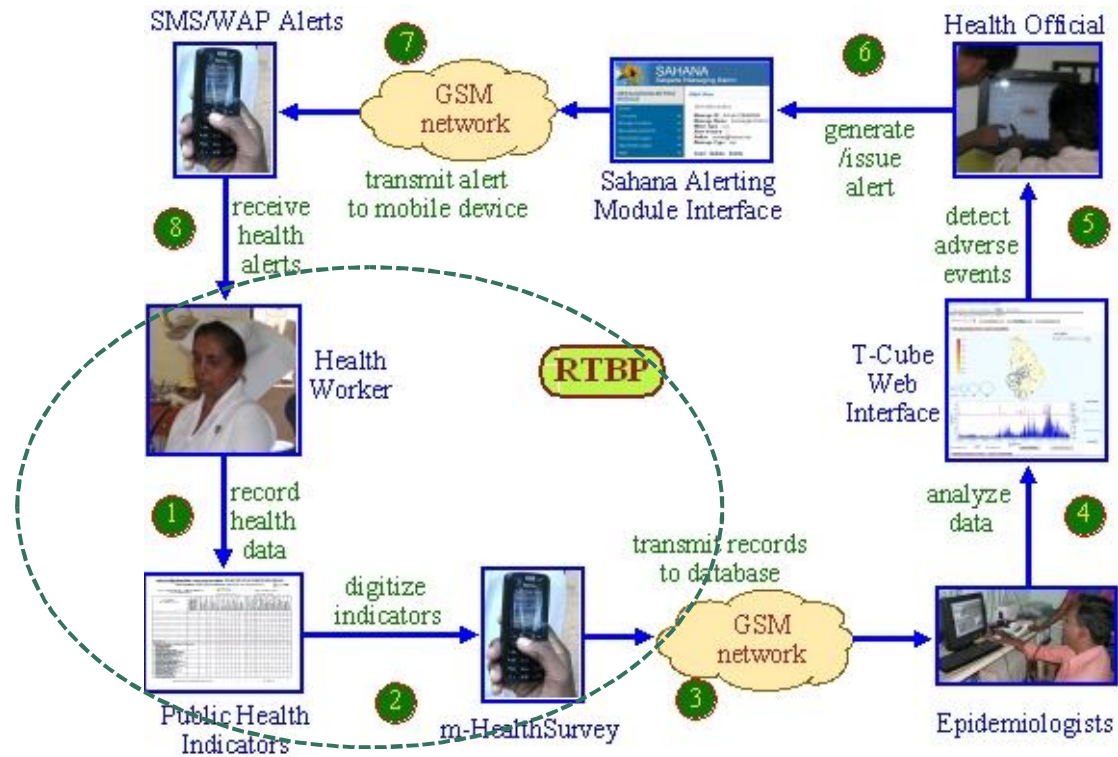 SMS/WAP Alerts
7
GSM
network
transmit alert
to mobile device
SAHANA
Sahana Alerting
Module Interface
6
generate
/issue
alert
Health Official
8
receive
health
alerts
detect
adverse
events
5
Health
Worker
RTBP
T-Cube
Web
Interface
1
record
health
data
analyze
data
4
digitize
indicators
transmit records
to database
GSM
network
2
3
Public Health
Indicators
m-HealthSurvey
Epidemiologists